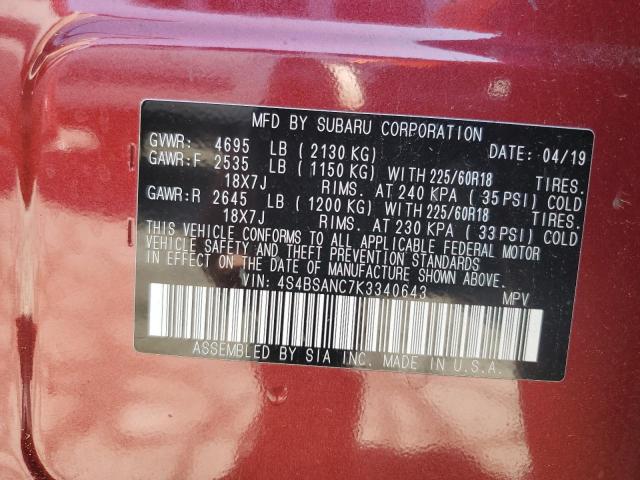 MFD BY SUBARU CORPORATION
GVWR: 4695 LB ( 2130 KG) DATE: 04/19
GAWR:F 2535 LB ( 1150 KG) WITH 225/60R18 TIRES.
18X7J RIMS. AT 240 KPA ( 35 PSI) COLD
GAWR:R 2645 LB ( 1200 KG) WITH 225/60R18 TIRES.
18X7J RIMS. AT 230 KPA ( 33 PSI) COLD
THIS VEHICLE CONFORMS TO ALL APPLICABLE FEDERAL MOTOR
VEHICLE SAFETY AND THEFT PREVENTION STANDARDS
IN EFFECT ON THE DATE OF MANUFACTURE SHOWN ABOVE.
VIN: 4S4BSANC7K3340643 MPV
ASSEMBLED BY SIA INC. MADE IN U.S.A.